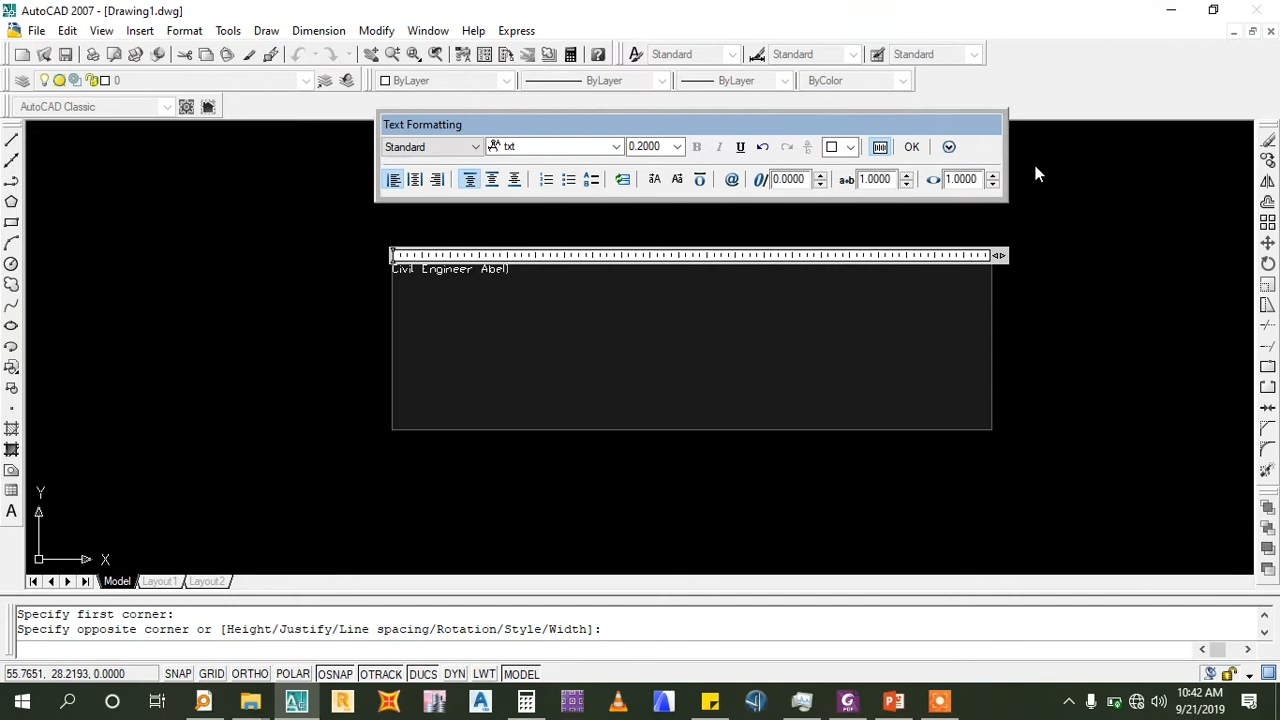 AutoCAD 2007 - [Drawing1.dwg]
File Edit View Insert Format Tools Draw Dimension Modify Window Help Express
Standard Standard Standard
0 ByLayer ByLayer ByLayer ByColor
AutoCAD Classic
Text Formatting
Standard txt 0.2000 B I U OK
@ 0/ 0.0000 a+b 1.0000 1.0000
Civil Engineer Abel)
Y
X
A
Model Layout1 Layout2
Specify first corner:
Specify opposite corner or [Height/Justify/Line spacing/Rotation/Style/Width]:
55.7651, 28.2193, 0.0000 SNAP GRID ORTHO POLAR OSNAP OTRACK DUCS DYN LWT MODEL
10:42 AM
9/21/2019